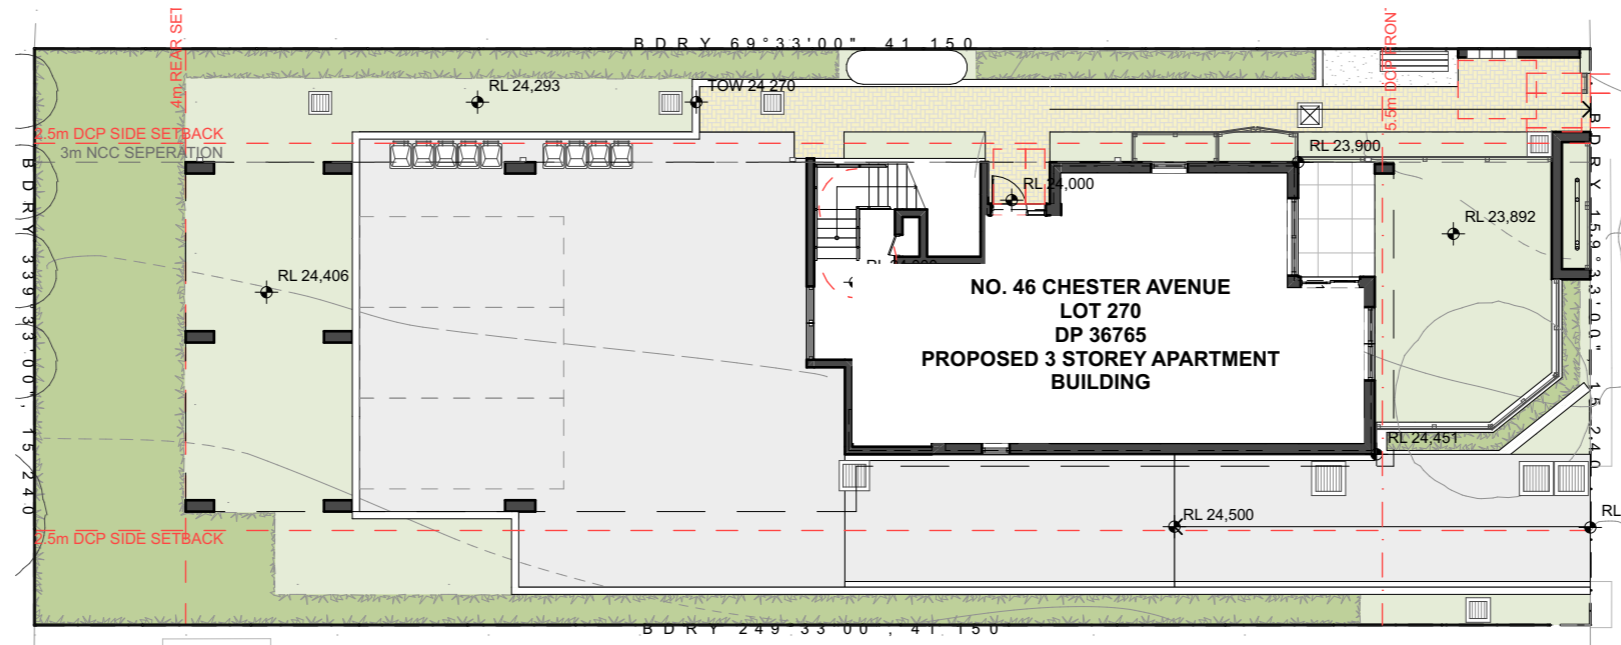 BDRY 69°33'00" 41,150
4m REAR SET
5.5m DCP FRON
RL 24,293
TOW 24 270
2.5m DCP SIDE SETBACK
3m NCC SEPERATION
RL 23,900
RL 24,000
RL 23,892
RL 24,406
BDRY 339°33'00", 15,240
BDRY 159°33'00" 15,240
NO. 46 CHESTER AVENUE
LOT 270
DP 36765
PROPOSED 3 STOREY APARTMENT
BUILDING
RL 24,451
RL 24,500
RL
2.5m DCP SIDE SETBACK
BDRY 249 33 00 , 41 150